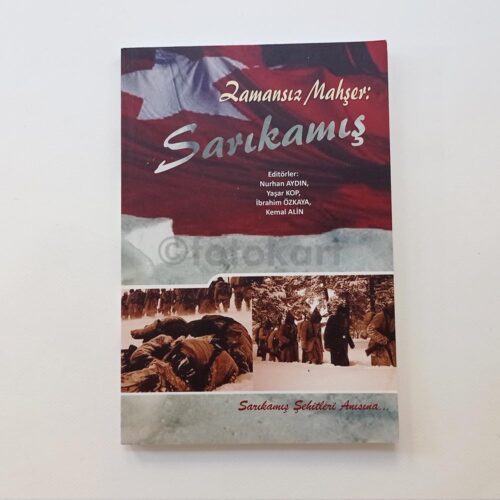 Zamansız Mahşer:
Sarıkamış
Editörler:
Nurhan AYDIN,
Yaşar KOP,
İbrahim ÖZKAYA,
Kemal ALİN
©fotokart
Sarıkamış Şehitleri Anısına...